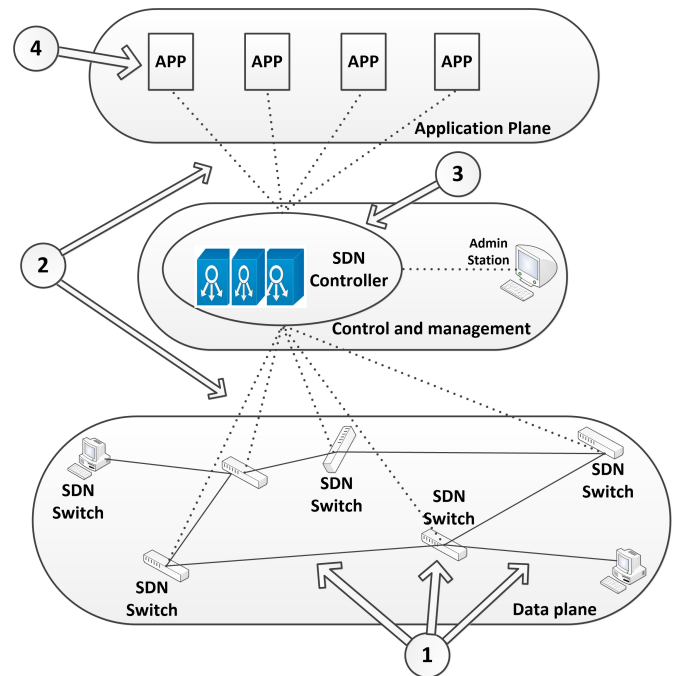 4
APP
APP
APP
APP
Application Plane
3
2
SDN
Controller
Admin
Station
Control and management
SDN
Switch
SDN
Switch
SDN
Switch
SDN
Switch
SDN
Switch
Data plane
1